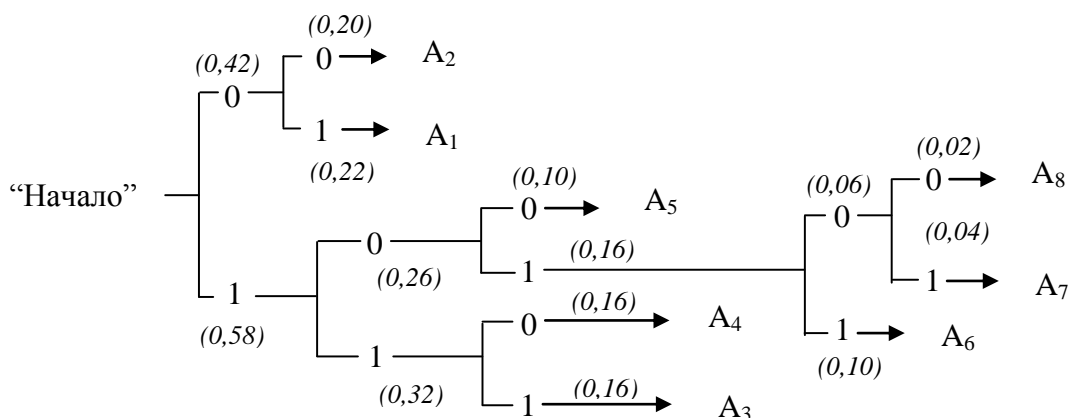 (0,20)
0 A2
(0,42)
0
1 A1
(0,22)
(0,02)
0 A8
(0,10)
0 A5
(0,06)
0
“Начало”
(0,04)
0
(0,26)
1 (0,16)
1 A7
1
(0,58)
0 (0,16) A4
1 A6
(0,10)
1
(0,32)
1 (0,16) A3